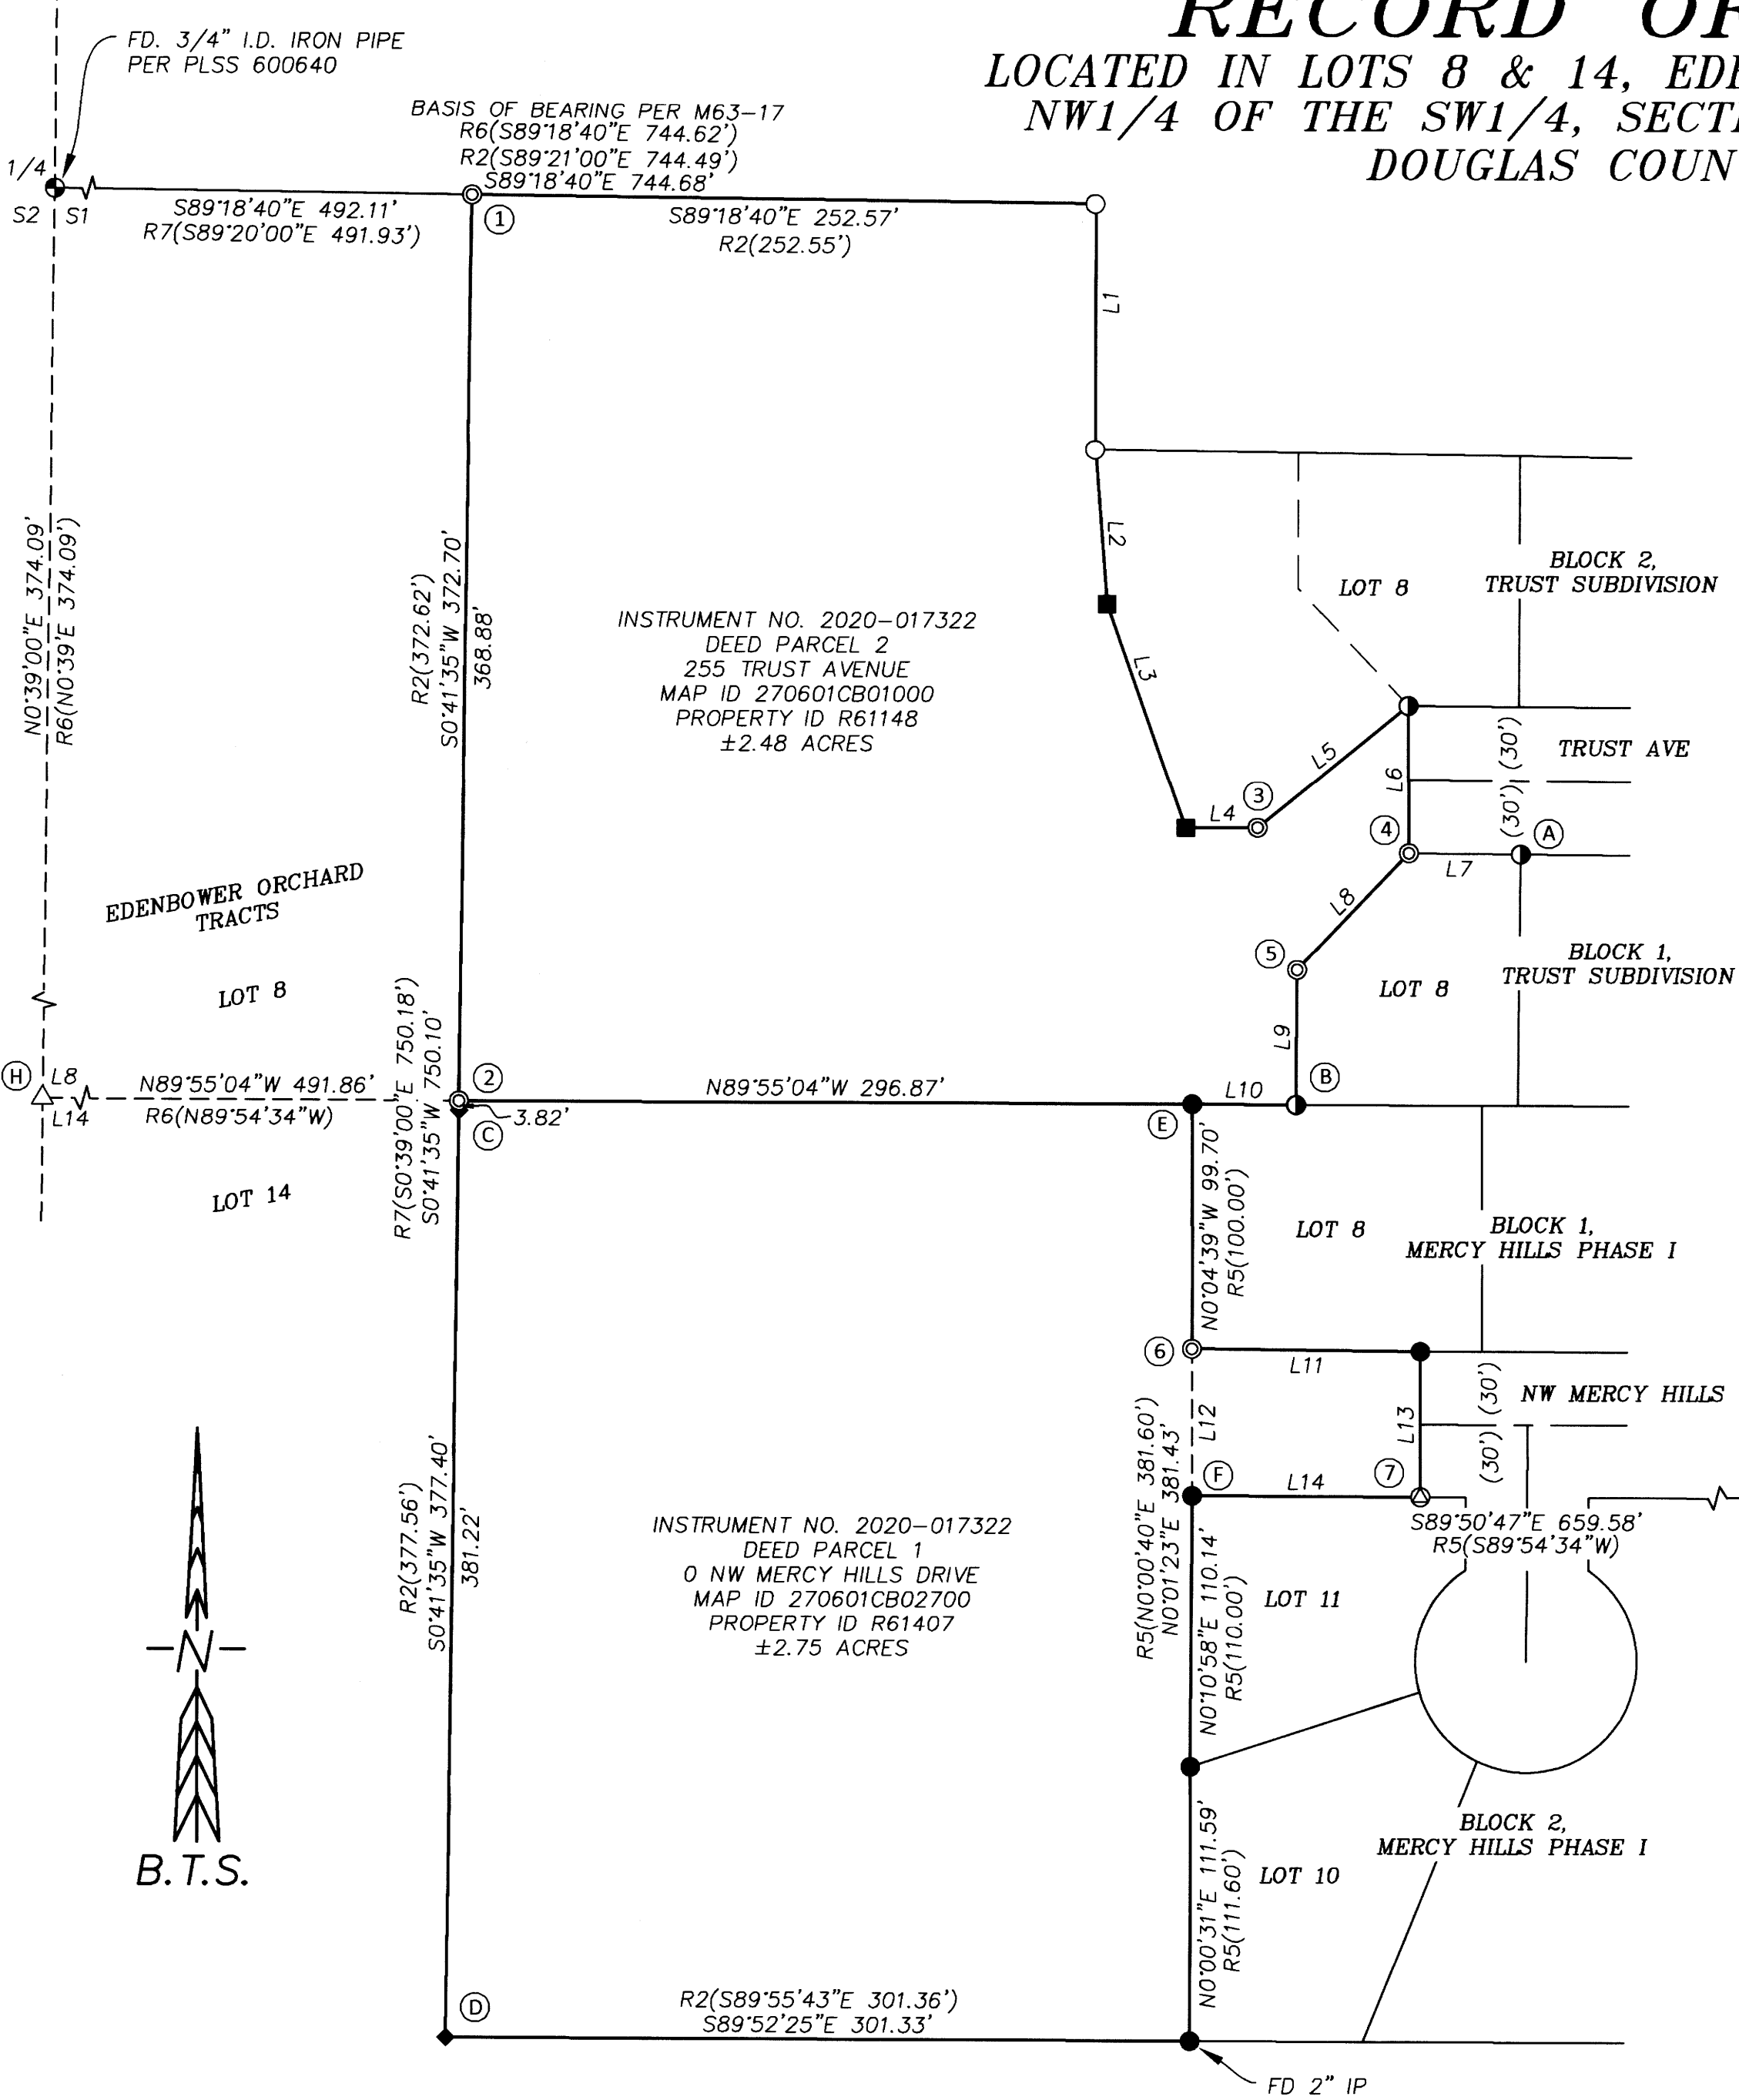 RECORD OF
LOCATED IN LOTS 8 & 14,
NW1/4 OF THE SW1/4,
DOUGLAS
FD. 3/4" I.D. IRON PIPE
PER PLSS 600640
BASIS OF BEARING PER M63-17
R6(S89°18'40"E 744.62')
R2(S89°21'00"E 744.49')
S89°18'40"E 744.68'
1/4
S2 S1
S89°18'40"E 492.11'
R7(S89°20'00"E 491.93')
1
S89°18'40"E 252.57'
R2(252.55')
L1
L2
L3
L4
3
L5
L6
4
L7
A
L8
5
L9
(30') (30')
TRUST AVE
LOT 8
BLOCK 2,
TRUST SUBDIVISION
LOT 8
BLOCK 1,
TRUST SUBDIVISION
N0°39'00"E 374.09'
R6(N0°39'E 374.09')
R2(372.62')
S0°41'35"W 372.70'
368.88'
INSTRUMENT NO. 2020-017322
DEED PARCEL 2
255 TRUST AVENUE
MAP ID 270601CB01000
PROPERTY ID R61148
±2.48 ACRES
EDENBOWER ORCHARD
TRACTS
LOT 8
H
L8
L14
N89°55'04"W 491.86'
R6(N89°54'34"W)
R7(S0°39'00"E 750.18')
S0°41'35"W 750.10'
2
3.82'
C
N89°55'04"W 296.87'
L10
B
E
LOT 14
N0°04'39"W 99.70'
R5(100.00')
LOT 8
BLOCK 1,
MERCY HILLS PHASE I
6
L11
L12
L13
(30') (30')
NW MERCY HILLS
F
L14
7
S89°50'47"E 659.58'
R5(S89°54'34"W)
R5(N0°00'40"E 381.60')
N0°01'23"E 381.43'
R2(377.56')
S0°41'35"W 377.40'
381.22'
INSTRUMENT NO. 2020-017322
DEED PARCEL 1
0 NW MERCY HILLS DRIVE
MAP ID 270601CB02700
PROPERTY ID R61407
±2.75 ACRES
N0°10'58"E 110.14'
R5(110.00')
LOT 11
N
B.T.S.
N0°00'31"E 111.59'
R5(111.60')
LOT 10
BLOCK 2,
MERCY HILLS PHASE I
D
R2(S89°55'43"E 301.36')
S89°52'25"E 301.33'
FD 2" IP